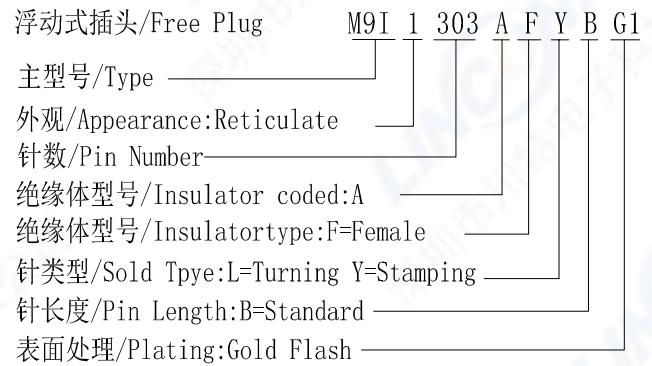 浮动式插头/Free Plug M9I 1 303 A F Y B G1
主型号/Type
外观/Appearance:Reticulate
针数/Pin Number
绝缘体型号/Insulator coded:A
绝缘体型号/Insulatortype:F=Female
针类型/Sold Tpye:L=Turning Y=Stamping
针长度/Pin Length:B=Standard
表面处理/Plating:Gold Flash